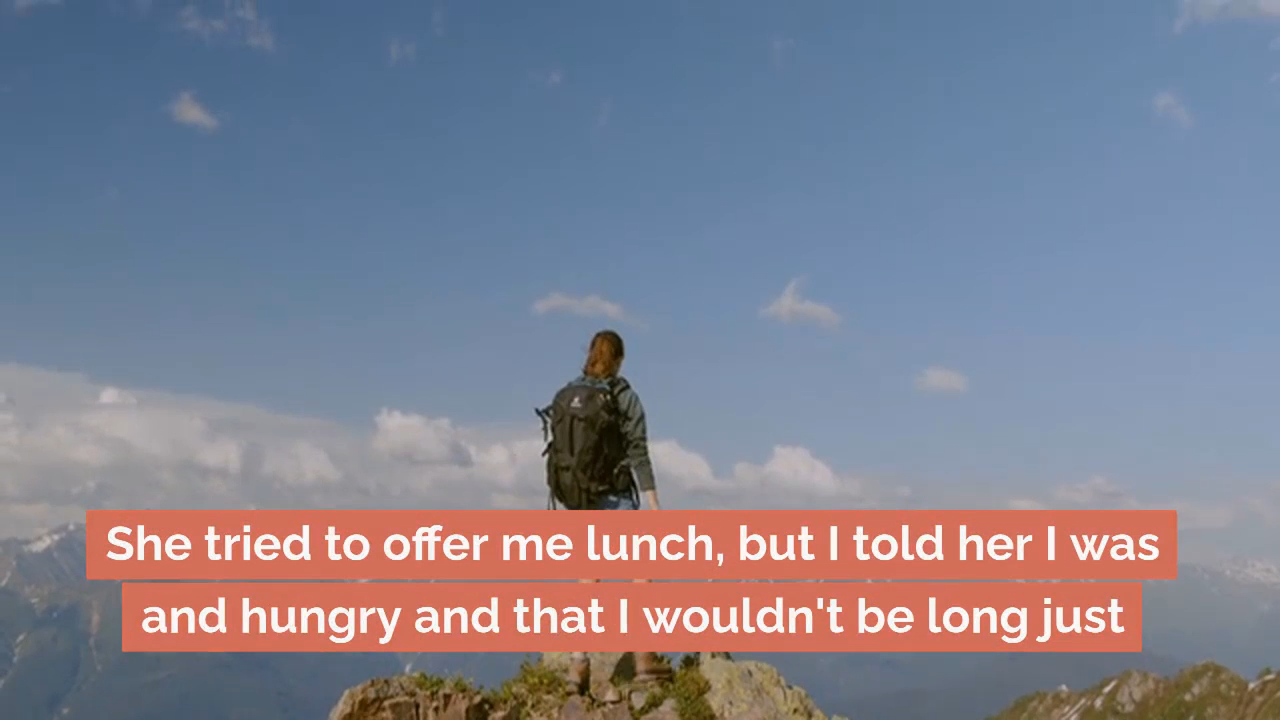 She tried to offer me lunch, but I told her I was
and hungry and that I wouldn't be long just